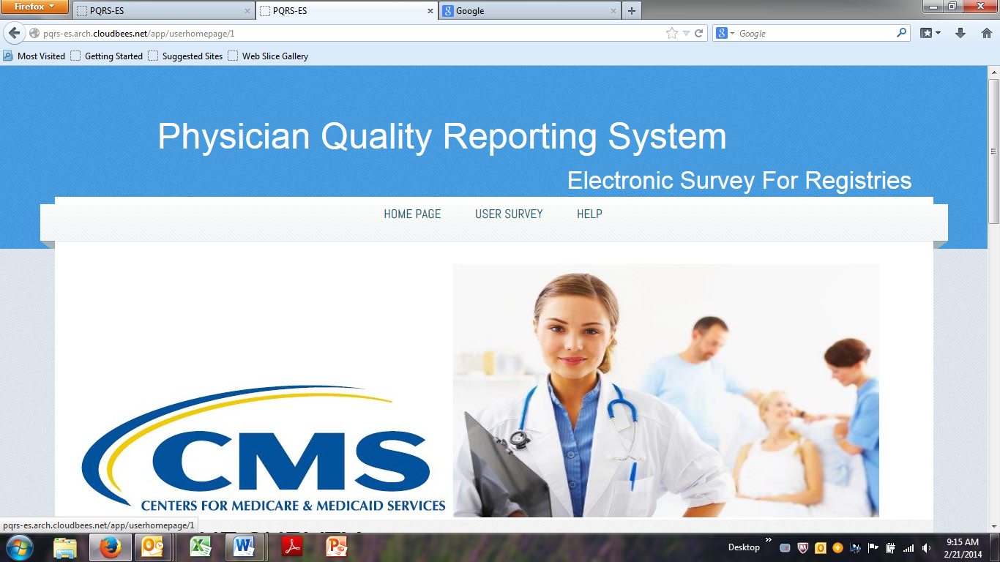 Firefox
PQRS-ES
PQRS-ES
Google
pqrs-es.arch.cloudbees.net/app/userhomepage/1
Google
Most Visited
Getting Started
Suggested Sites
Web Slice Gallery
Physician Quality Reporting System
Electronic Survey For Registries
HOME PAGE
USER SURVEY
HELP
CMS
CENTERS FOR MEDICARE & MEDICAID SERVICES
pqrs-es.arch.cloudbees.net/app/userhomepage/1
Desktop
9:15 AM
2/21/2014